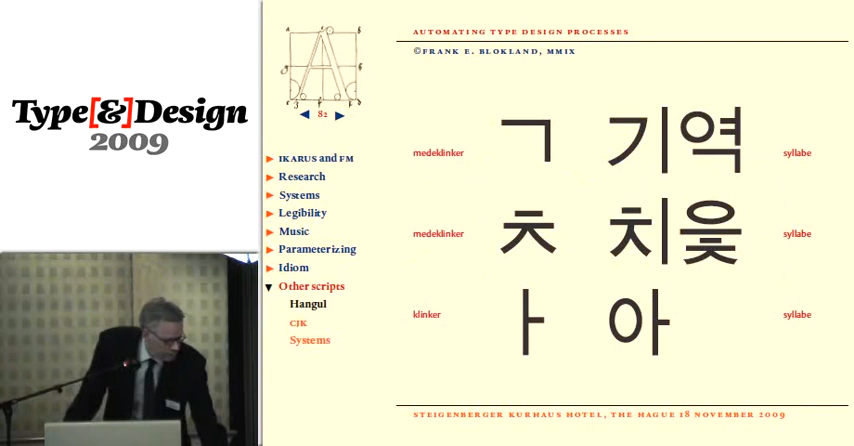 Type[&]Design
2009
82
IKARUS and FM
Research
Systems
Legibility
Music
Parameterizing
Idiom
Other scripts
Hangul
CJK
Systems
AUTOMATING TYPE DESIGN PROCESSES
©FRANK E. BLOKLAND, MMIX
medeklinker ㄱ 기역 syllabe
medeklinker ㅊ 치읓 syllabe
klinker ㅏ 아 syllabe
STEIGENBERGER KURHAUS HOTEL, THE HAGUE 18 NOVEMBER 2009